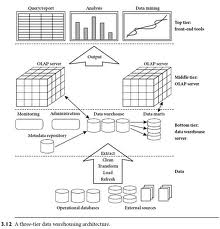 Query/report
Analysis
Data mining
Top tier:
front-end tools
Output
OLAP server
OLAP server
Middle tier:
OLAP server
Monitoring
Administration
Data warehouse
Data marts
Bottom tier:
data warehouse
server
Metadata repository
Extract
Clean
Transform
Load
Refresh
Data
Operational databases
External sources
3.12 A three-tier data warehousing architecture.